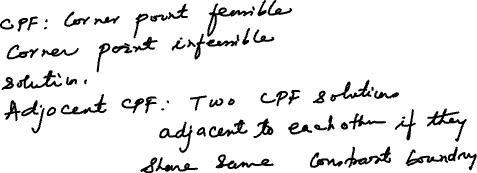 CPF: Corner point feasible
Corner point infeasible
solution.
Adjacent CPF: Two CPF solutions
adjacent to each other if they
share same constraint boundry